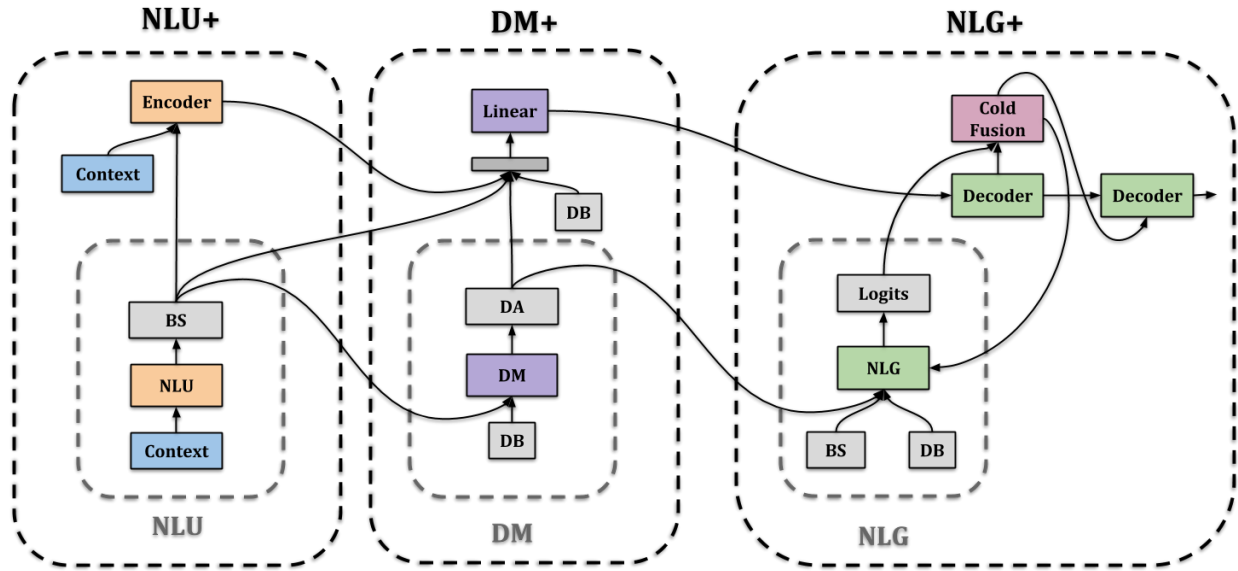 NLU+
DM+
NLG+
Encoder
Context
BS
NLU
Context
NLU
Linear
DB
DA
DM
DB
DM
Cold
Fusion
Decoder
Decoder
Logits
NLG
BS
DB
NLG